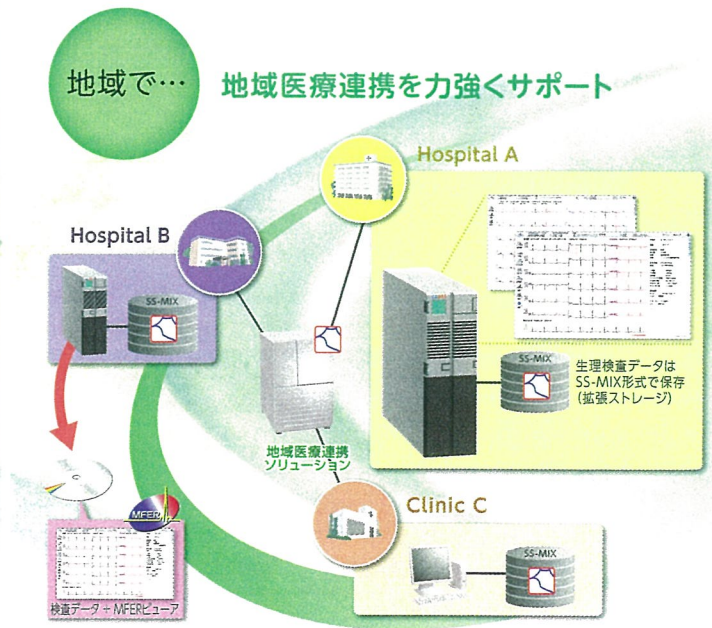 地域で…
地域医療連携を力強くサポート
Hospital A
Hospital B
SS-MIX
SS-MIX
生理検査データは
SS-MIX形式で保存
(拡張ストレージ)
地域医療連携
ソリューション
Clinic C
SS-MIX
MFER
検査データ + MFERビューア